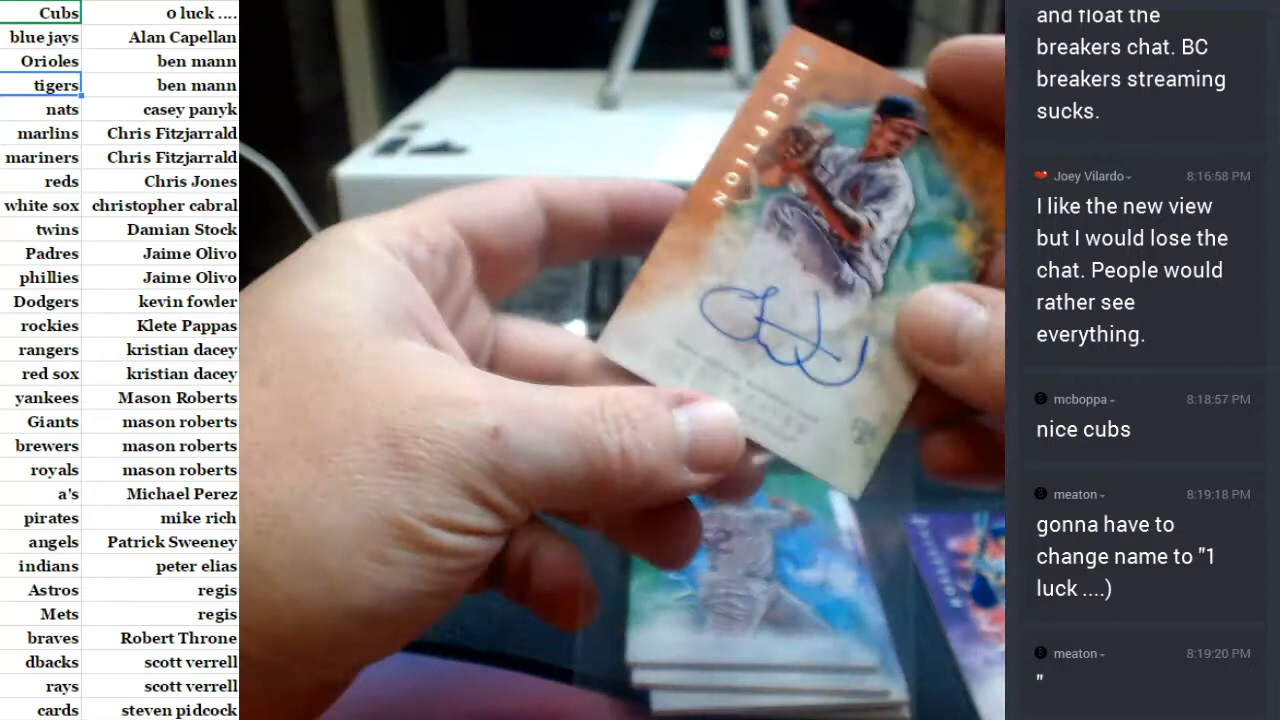 Cubs 0 luck ....
blue jays Alan Capellan
Orioles ben mann
tigers ben mann
nats casey panyk
marlins Chris Fitzjarrald
mariners Chris Fitzjarrald
reds Chris Jones
white sox christopher cabral
twins Damian Stock
Padres Jaime Olivo
phillies Jaime Olivo
Dodgers kevin fowler
rockies Klete Pappas
rangers kristian dacey
red sox kristian dacey
yankees Mason Roberts
Giants mason roberts
brewers mason roberts
royals mason roberts
a's Michael Perez
pirates mike rich
angels Patrick Sweeney
indians peter elias
Astros regis
Mets regis
braves Robert Throne
dbacks scott verrell
rays scott verrell
cards steven pidcock
INCEPTION
and float the
breakers chat. BC
breakers streaming
sucks.
Joey Vilardo 8:16:58 PM
I like the new view
but I would lose the
chat. People would
rather see
everything.
mcboppa 8:18:57 PM
nice cubs
meaton 8:19:18 PM
gonna have to
change name to "1
luck ....)
meaton 8:19:20 PM
"